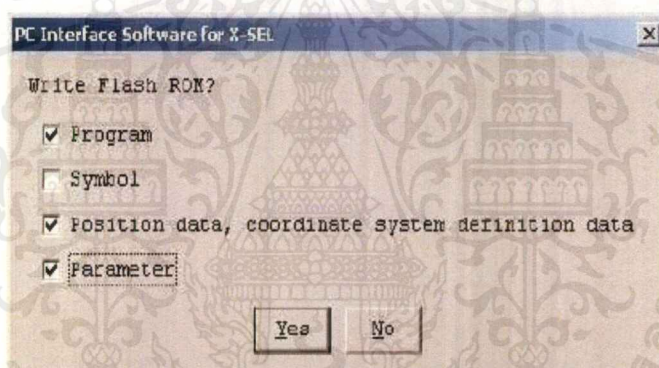 PC Interface Software for X-SEL
Write Flash ROM?
Program
Symbol
Position data, coordinate system definition data
Parameter
Yes No